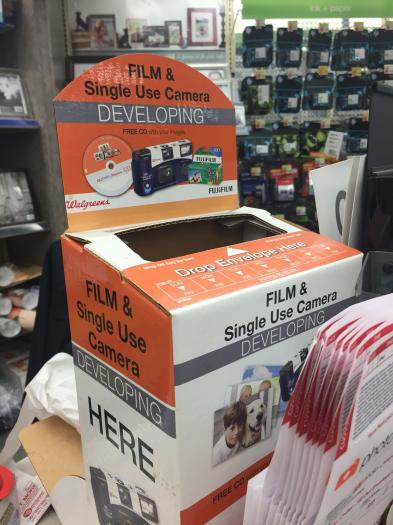 ink + paper
FILM &
Single Use Camera
DEVELOPING
FREE CD with your images
Walgreens
FUJIFILM
Drop Envelope Here
FILM &
Single Use
Camera
DEVELOPING
HERE
FILM &
Single Use Camera
DEVELOPING
FREE CD
photo